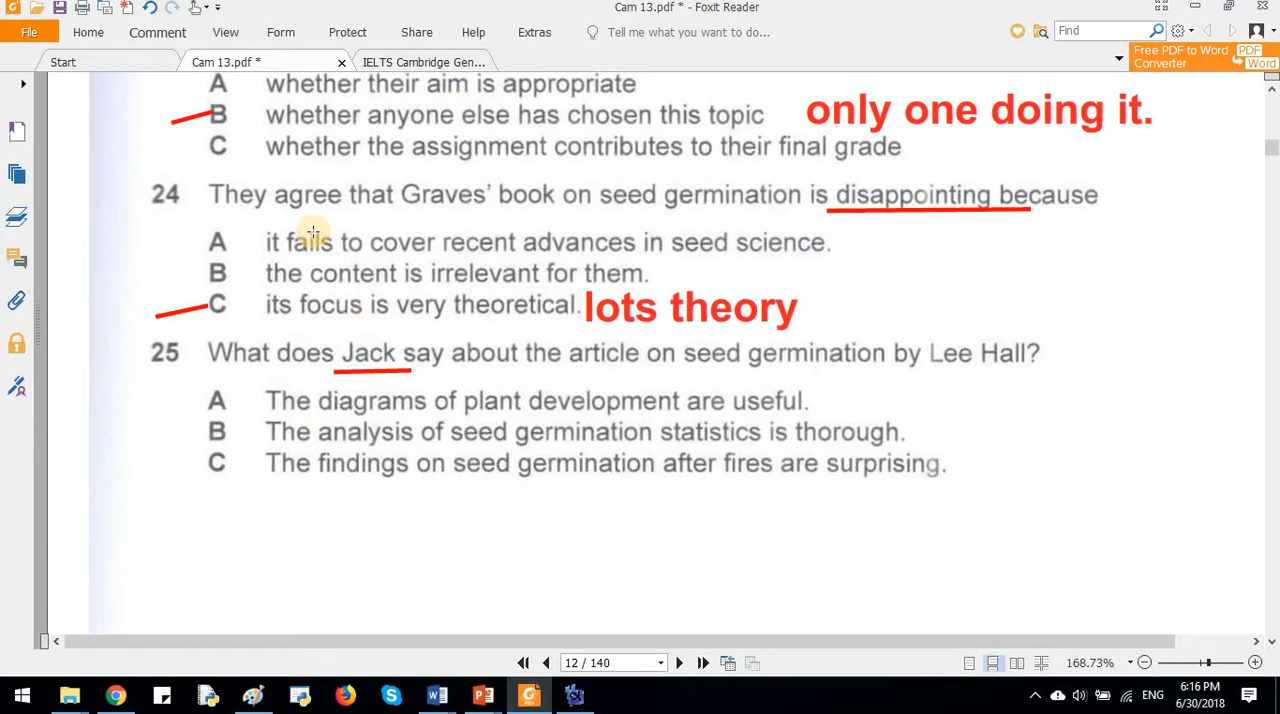 Cam 13.pdf * - Foxit Reader
File Home Comment View Form Protect Share Help Extras Tell me what you want to do... Find
Start Cam 13.pdf * IELTS Cambridge Gen...
Free PDF to Word Converter PDF Word
A whether their aim is appropriate
B whether anyone else has chosen this topic only one doing it.
C whether the assignment contributes to their final grade
24 They agree that Graves' book on seed germination is disappointing because
A it fails to cover recent advances in seed science.
B the content is irrelevant for them.
C its focus is very theoretical. lots theory
25 What does Jack say about the article on seed germination by Lee Hall?
A The diagrams of plant development are useful.
B The analysis of seed germination statistics is thorough.
C The findings on seed germination after fires are surprising.
12 / 140 168.73%
ENG 6:16 PM
6/30/2018